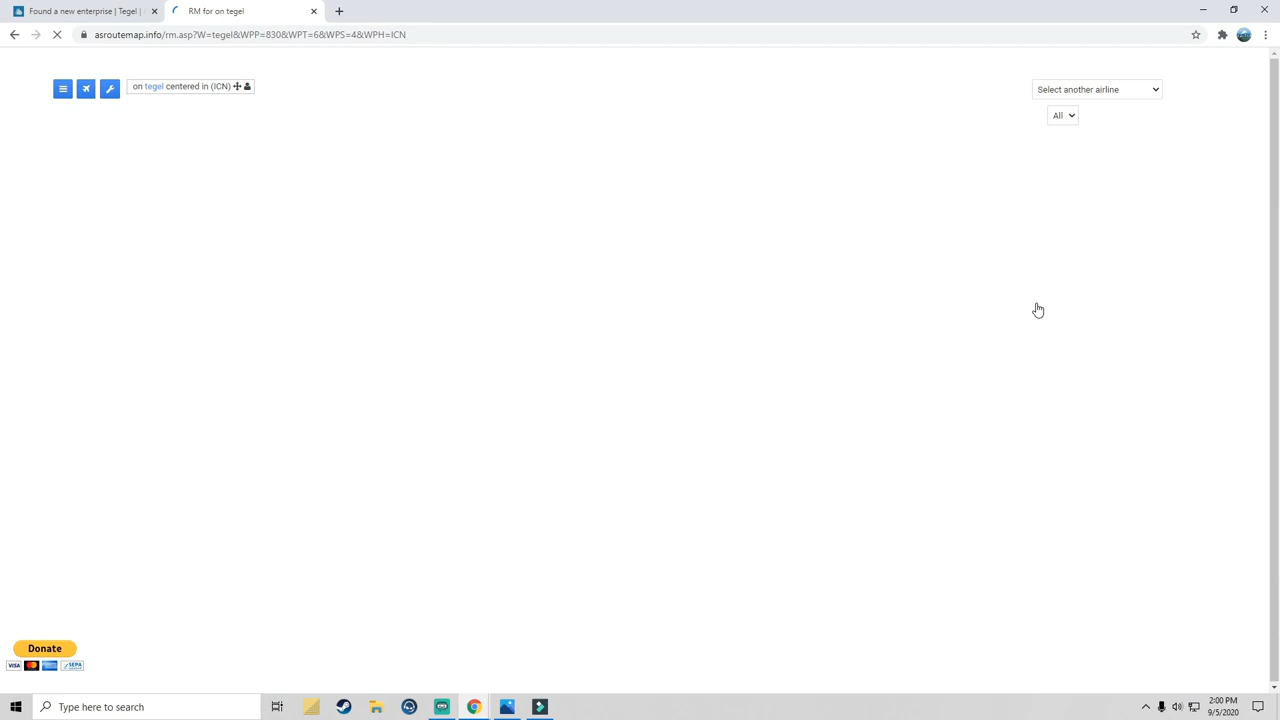 Found a new enterprise | Tegel |
RM for on tegel
asroutemap.info/rm.asp?W=tegel&WPP=830&WPT=6&WPS=4&WPH=ICN
on tegel centered in (ICN)
Select another airline
All
Donate
VISA
SEPA
Type here to search
2:00 PM
9/5/2020